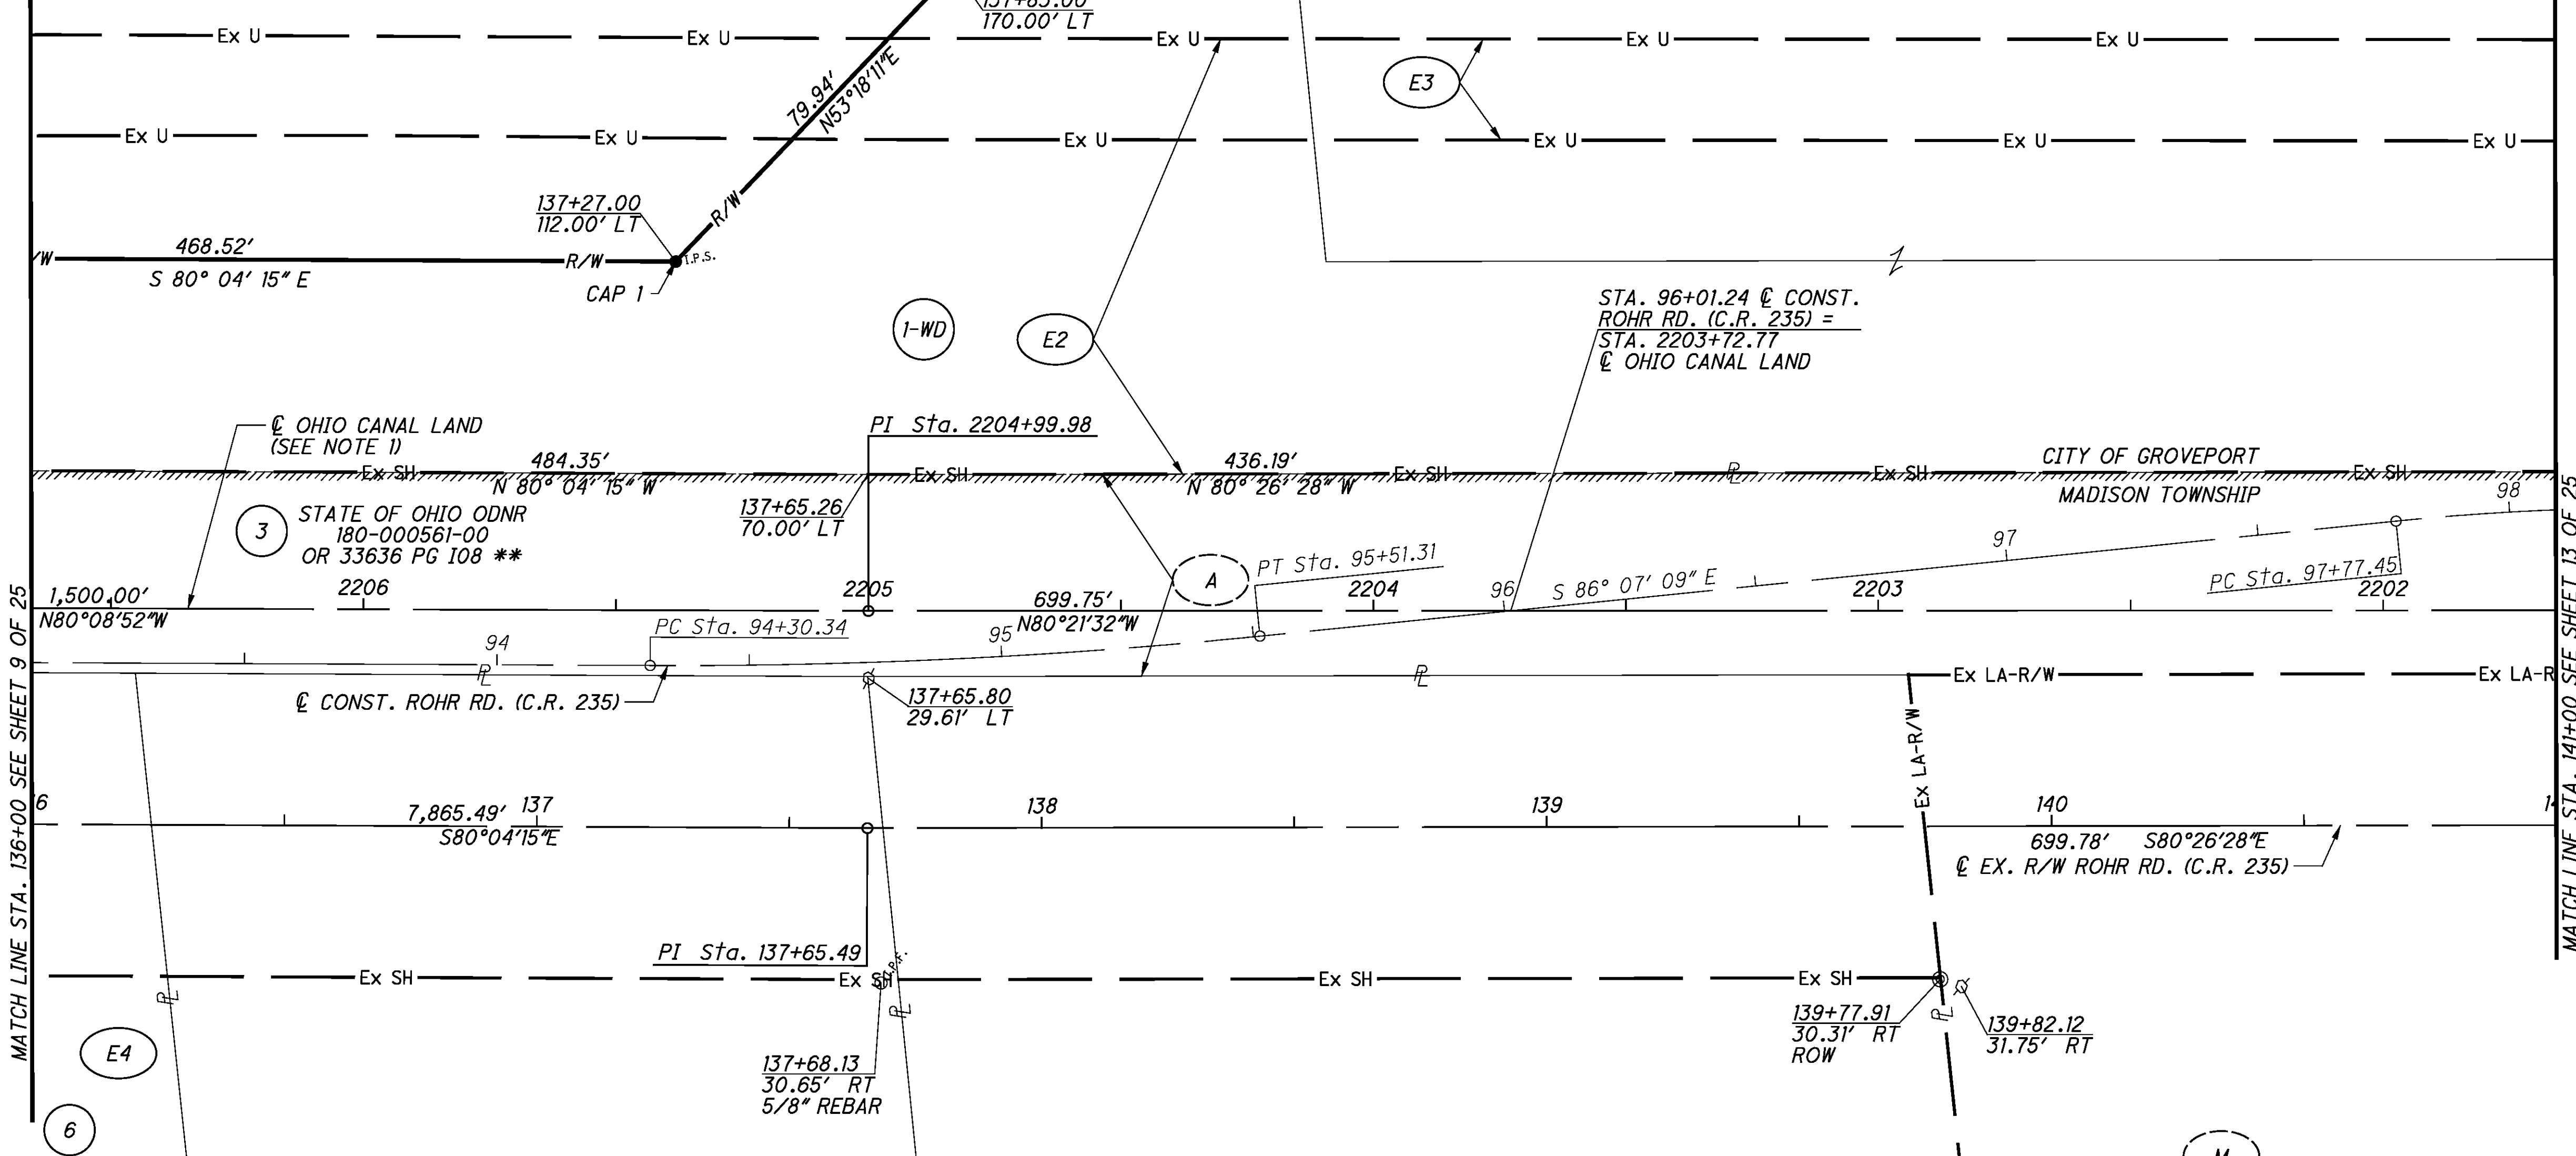 137+85.00
170.00' LT
Ex U Ex U Ex U Ex U Ex U
79.94'
N53°18'11"E
E3
Ex U Ex U Ex U Ex U Ex U Ex U
R/W
137+27.00
112.00' LT
468.52'
/W R/W I.P.S.
S 80° 04' 15" E
CAP 1
1-WD
E2
STA. 96+01.24 ℄ CONST.
ROHR RD. (C.R. 235) =
STA. 2203+72.77
℄ OHIO CANAL LAND
℄ OHIO CANAL LAND
(SEE NOTE 1)
PI Sta. 2204+99.98
484.35'
436.19'
CITY OF GROVEPORT
Ex SH Ex SH Ex SH ⅊ Ex SH Ex SH
N 80° 04' 15" W
N 80° 26' 28" W
MADISON TOWNSHIP
98
137+65.26
70.00' LT
3
STATE OF OHIO ODNR
180-000561-00
OR 33636 PG I08 **
A
PT Sta. 95+51.31
97
PC Sta. 97+77.45
S 86° 07' 09" E
96
1,500.00'
N80°08'52"W
2206 2205 2204 2203 2202
699.75'
N80°21'32"W
PC Sta. 94+30.34
94
95
⅊ ⅊
℄ CONST. ROHR RD. (C.R. 235)
137+65.80
29.61' LT
Ex LA-R/W Ex LA-R
Ex LA-R/W
MATCH LINE STA. 136+00 SEE SHEET 9 OF 25
MATCH LINE STA. 141+00 SEE SHEET 13 OF 25
6 137 138 139 140 14
7,865.49'
S80°04'15"E
699.78' S80°26'28"E
℄ EX. R/W ROHR RD. (C.R. 235)
PI Sta. 137+65.49
I.P.F.
Ex SH Ex SH Ex SH Ex SH
⅊ ⅊ ⅊
137+68.13
30.65' RT
5/8" REBAR
139+77.91
30.31' RT
ROW
139+82.12
31.75' RT
E4
6
M